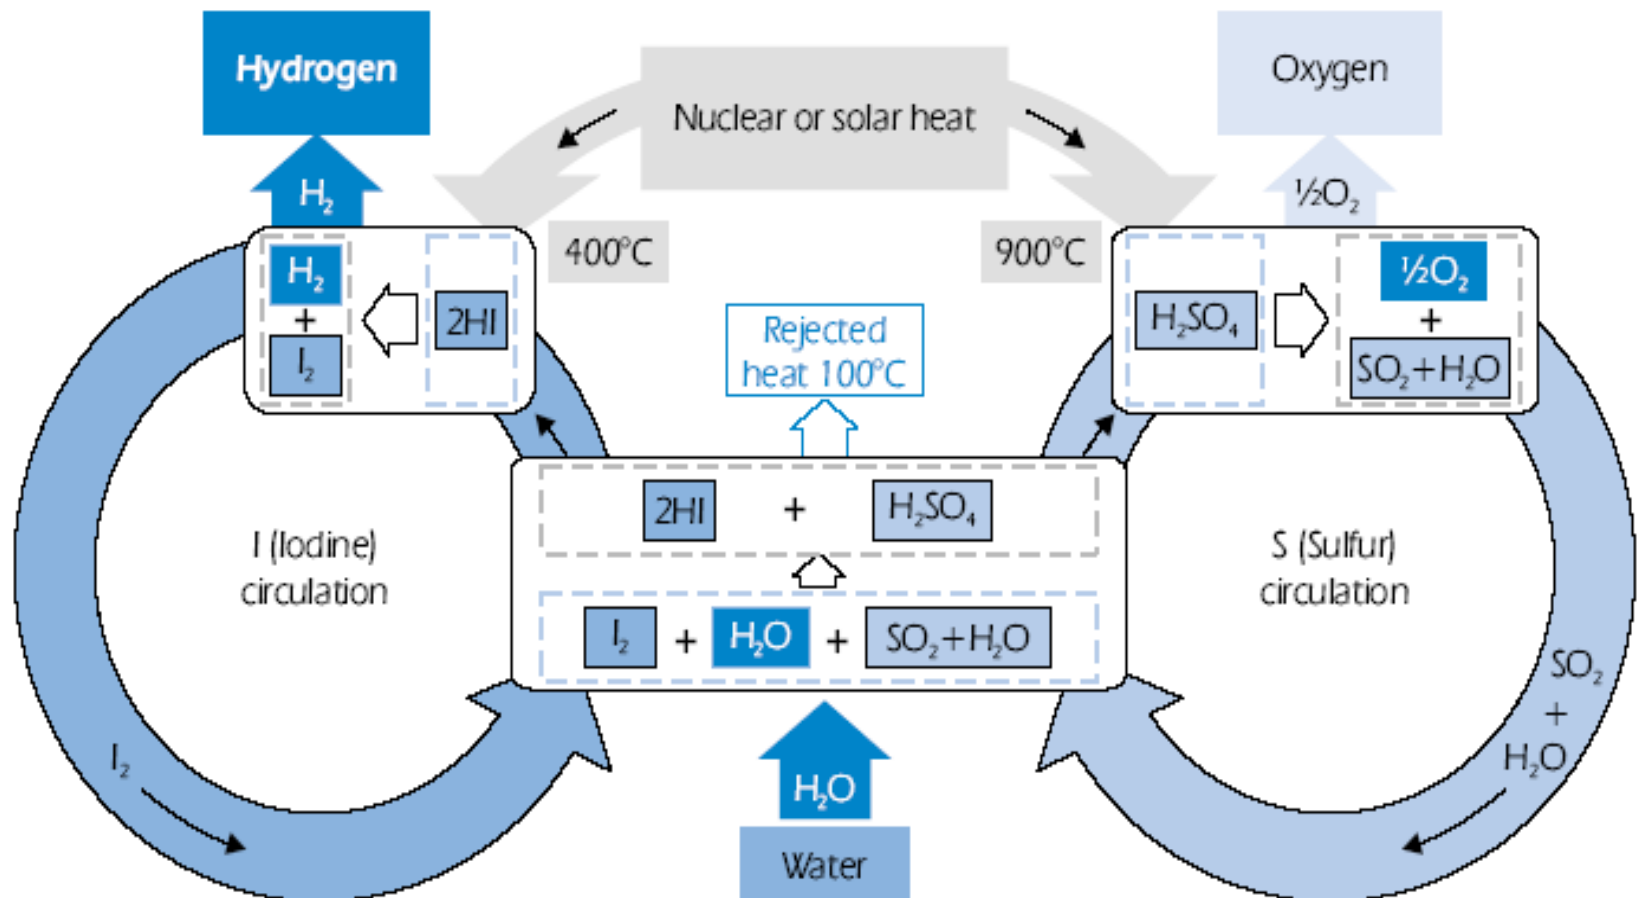 Hydrogen
Nuclear or solar heat
Oxygen
H₂
½O₂
400°C
900°C
H₂
+
I₂
2HI
H₂SO₄
½O₂
+
SO₂+H₂O
Rejected
heat 100°C
2HI + H₂SO₄
I₂ + H₂O + SO₂+H₂O
I (Iodine)
circulation
S (Sulfur)
circulation
I₂
SO₂
+
H₂O
H₂O
Water